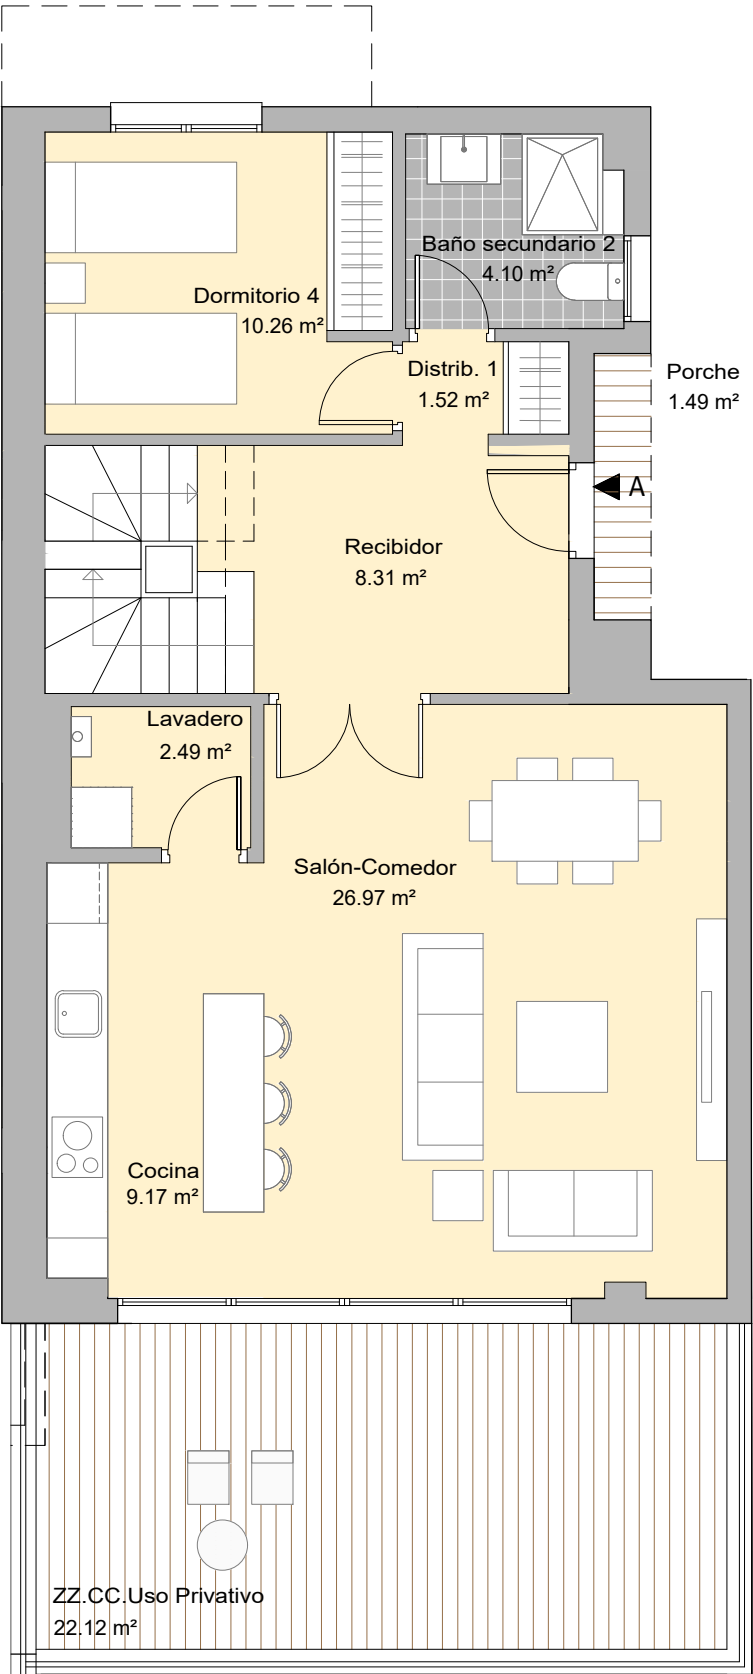 Baño secundario 2
4.10 m²
Dormitorio 4
10.26 m²
Distrib. 1
1.52 m²
Porche
1.49 m²
A
Recibidor
8.31 m²
Lavadero
2.49 m²
Salón-Comedor
26.97 m²
Cocina
9.17 m²
ZZ.CC.Uso Privativo
22.12 m²